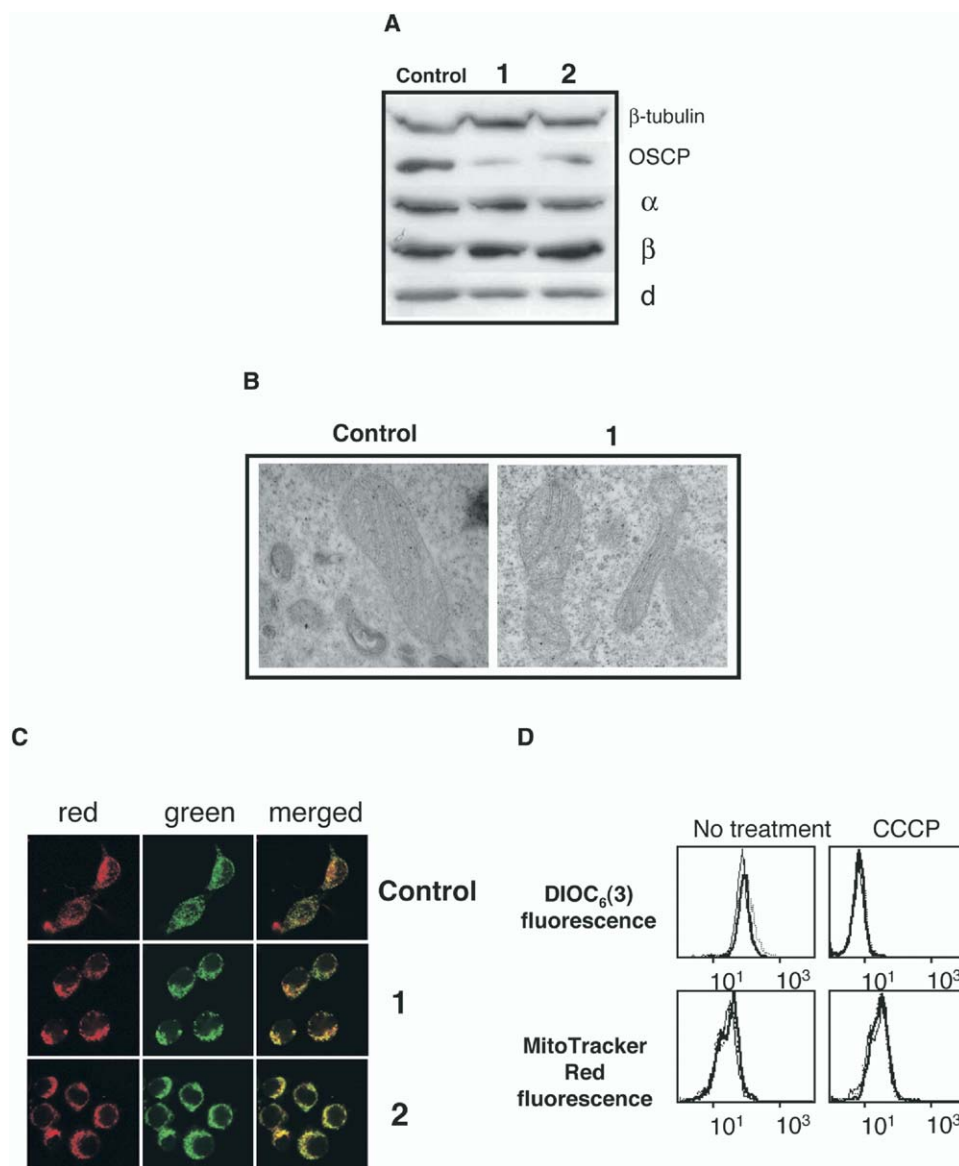 A
Control 1 2
β-tubulin
OSCP
α
β
d
B
Control 1
C
red green merged
Control
1
2
D
No treatment CCCP
DIOC₆(3)
fluorescence
10¹ 10³ 10¹ 10³
MitoTracker
Red
fluorescence
10¹ 10³ 10¹ 10³